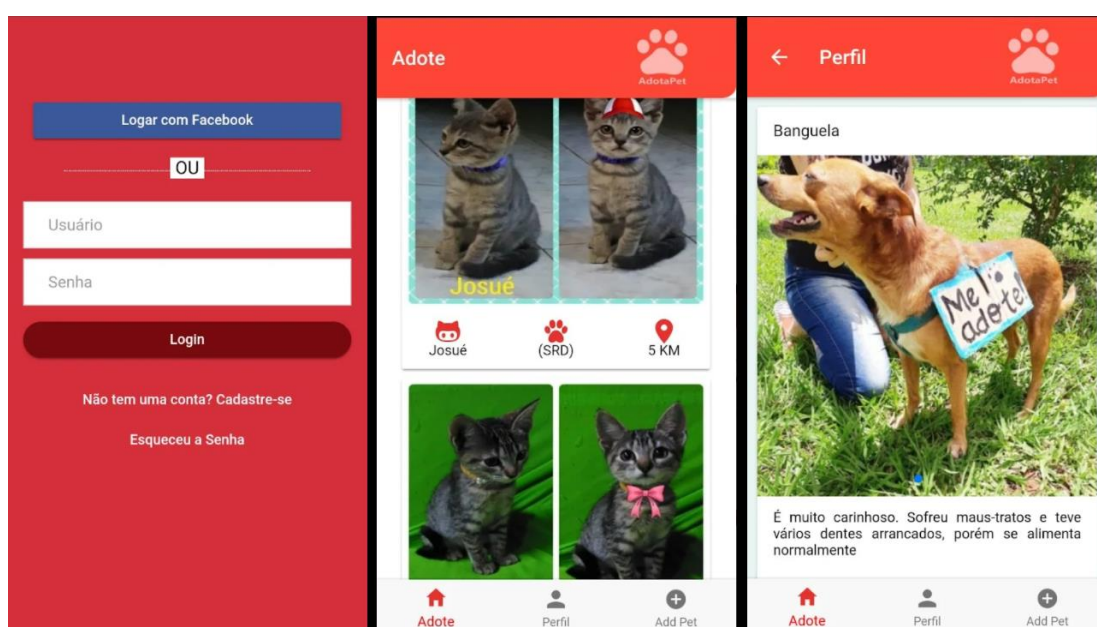 Logar com Facebook
OU
Usuário
Senha
Login
Não tem uma conta? Cadastre-se
Esqueceu a Senha
Adote
AdotaPet
Josué
Josué
(SRD)
5 KM
Adote
Perfil
Add Pet
Perfil
AdotaPet
Banguela
Me
adote!
É muito carinhoso. Sofreu maus-tratos e teve
vários dentes arrancados, porém se alimenta
normalmente
Adote
Perfil
Add Pet